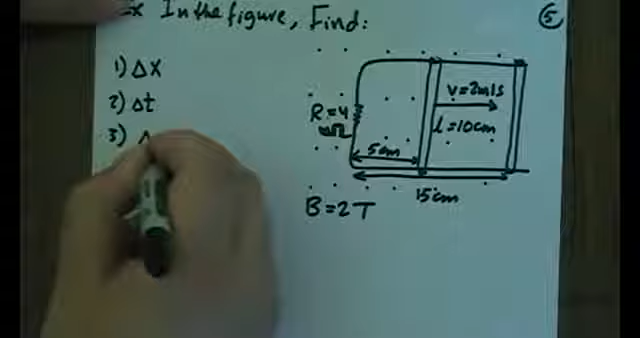 Ex In the figure, Find:
5
1) Δx
2) Δt
3) Δ
R=4
Ω
V=2m/s
l=10cm
5cm
15cm
B=2T